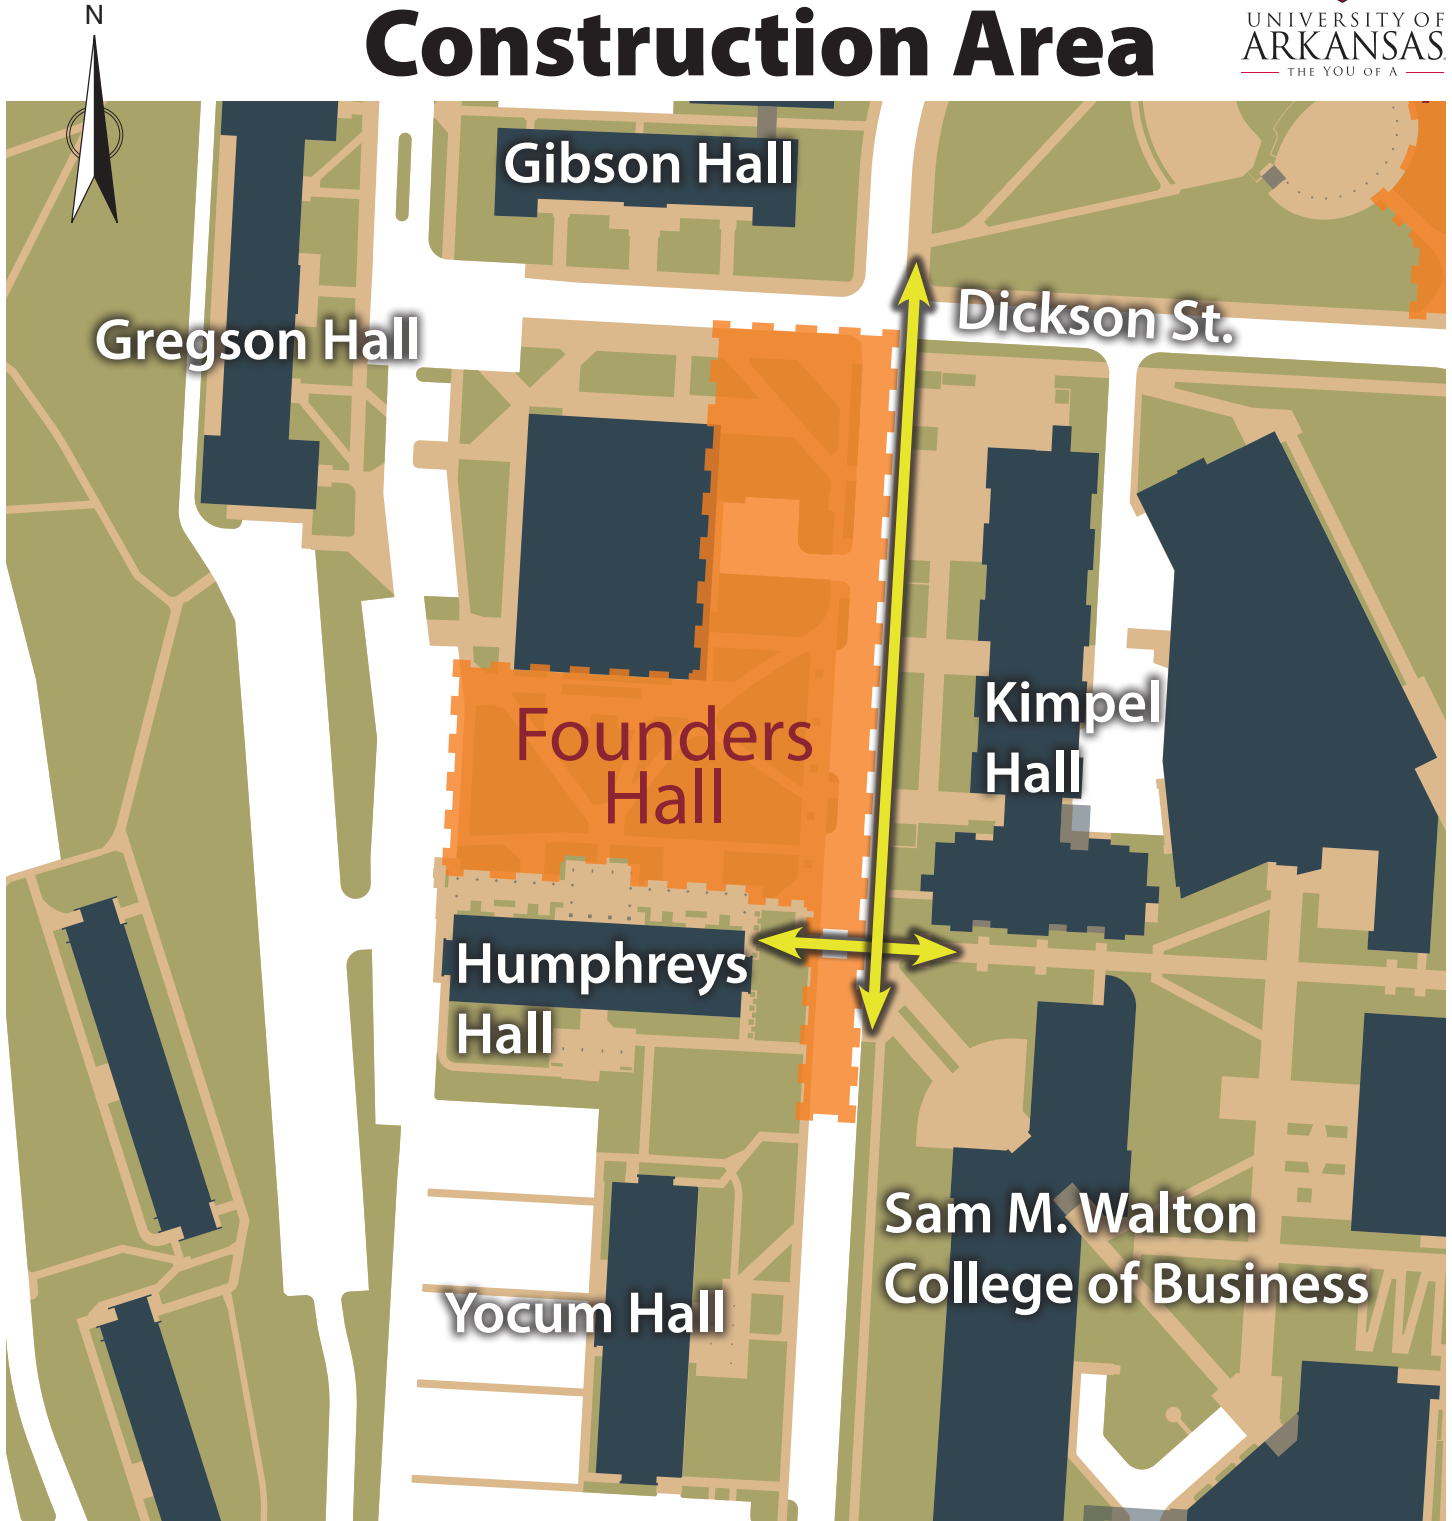 N
Construction Area
UNIVERSITY OF
ARKANSAS
THE YOU OF A
Gibson Hall
Dickson St.
Gregson Hall
Kimpel
Hall
Founders
Hall
Humphreys
Hall
Sam M. Walton
College of Business
Yocum Hall